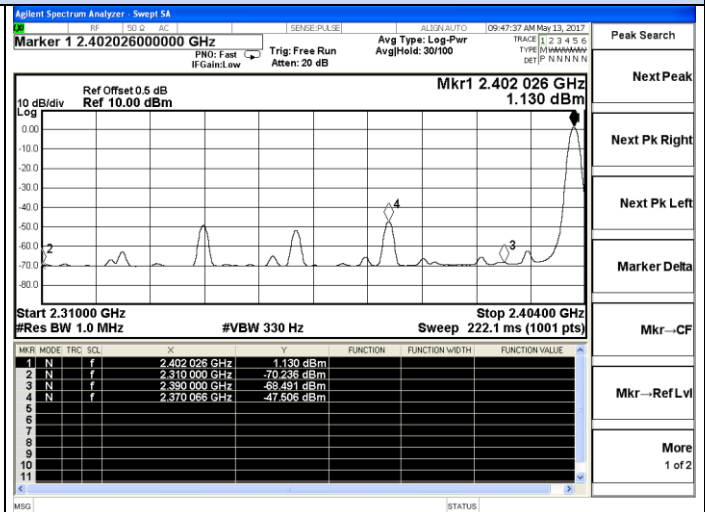 Agilent Spectrum Analyzer - Swept SA
RF 50 Ω AC SENSE:PULSE ALIGN AUTO 09:47:37 AM May 13, 2017
Marker 1 2.402026000000 GHz
PNO: Fast
IFGain:Low
Trig: Free Run
Atten: 20 dB
Avg Type: Log-Pwr
Avg|Hold: 30/100
TRACE 1 2 3 4 5 6
TYPE M WWWWW
DET P N N N N N
Peak Search
Ref Offset 0.5 dB
10 dB/div Ref 10.00 dBm
Log
Mkr1 2.402 026 GHz
1.130 dBm
0.00
-10.0
-20.0
-30.0
-40.0
-50.0
-60.0
-70.0
-80.0
2
4
3
Start 2.31000 GHz Stop 2.40400 GHz
#Res BW 1.0 MHz #VBW 330 Hz Sweep 222.1 ms (1001 pts)
MKR MODE TRC SCL X Y FUNCTION FUNCTION WIDTH FUNCTION VALUE
1 N f 2.402 026 GHz 1.130 dBm
2 N f 2.310 000 GHz -70.236 dBm
3 N f 2.390 000 GHz -68.491 dBm
4 N f 2.370 066 GHz -47.506 dBm
5
6
7
8
9
10
11
MSG STATUS
Next Peak
Next Pk Right
Next Pk Left
Marker Delta
Mkr→CF
Mkr→Ref Lvl
More
1 of 2